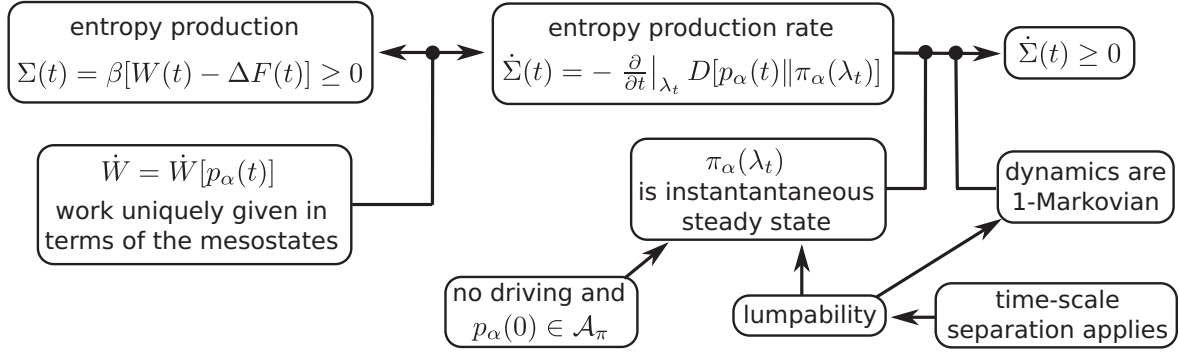 entropy production
Σ(t) = β[W(t) − ΔF(t)] ≥ 0
entropy production rate
Σ̇(t) = − ∂/∂t|λₜ D[pα(t)‖πα(λₜ)]
Σ̇(t) ≥ 0
Ẇ = Ẇ[pα(t)]
work uniquely given in
terms of the mesostates
πα(λₜ)
is instantantaneous
steady state
dynamics are
1-Markovian
no driving and
pα(0) ∈ 𝒜π
lumpability
time-scale
separation applies